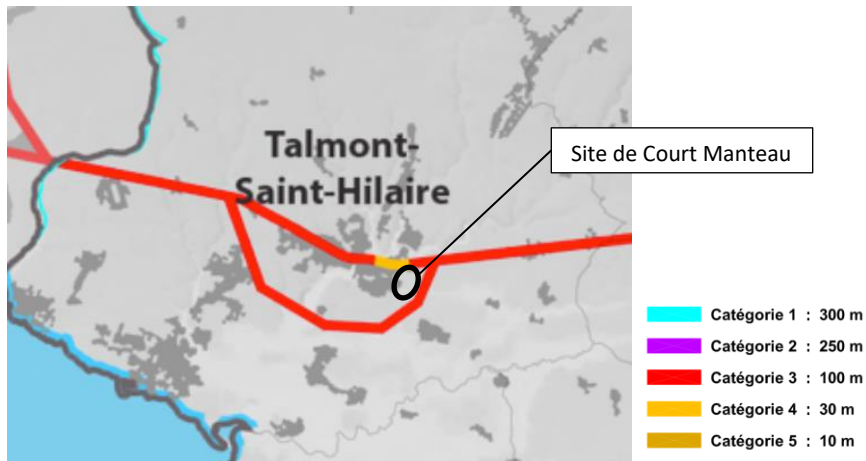 Talmont-
Saint-Hilaire
Site de Court Manteau
Catégorie 1 : 300 m
Catégorie 2 : 250 m
Catégorie 3 : 100 m
Catégorie 4 : 30 m
Catégorie 5 : 10 m